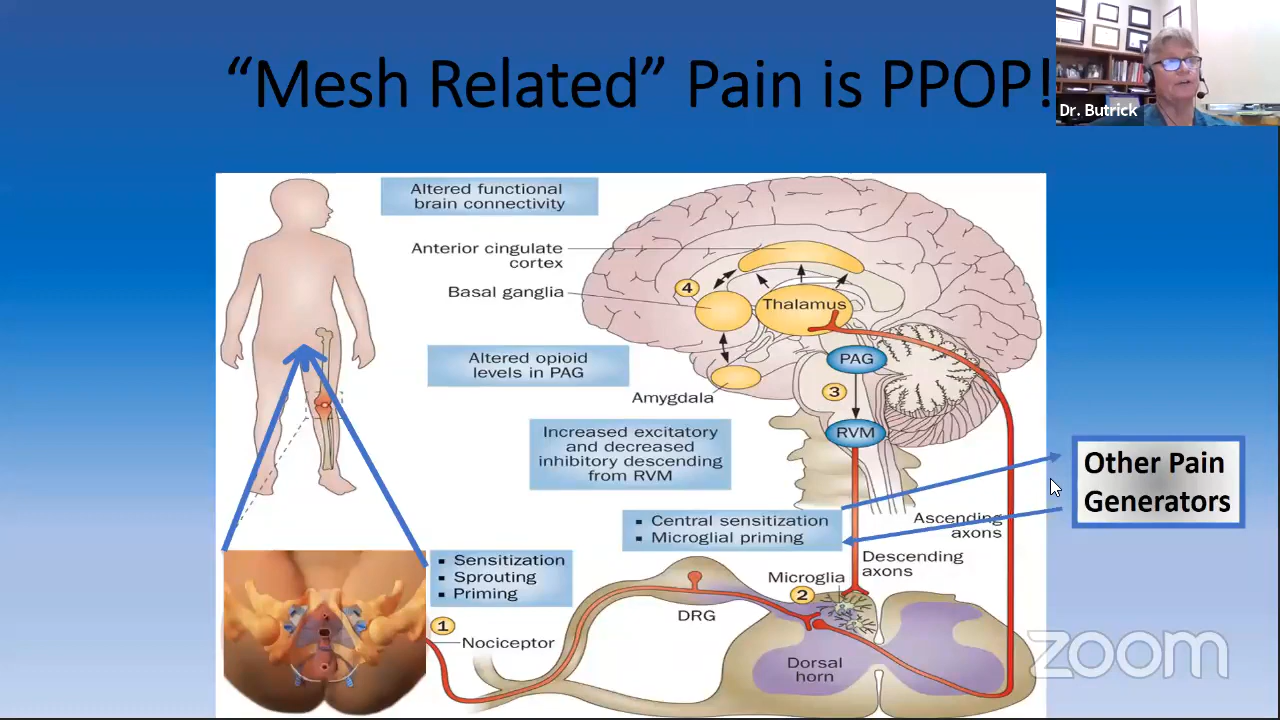 “Mesh Related” Pain is PPOP!
Dr. Butrick
Altered functional
brain connectivity
Anterior cingulate
cortex
Basal ganglia
4
Thalamus
Altered opioid
levels in PAG
PAG
3
Amygdala
RVM
Increased excitatory
and decreased
inhibitory descending
from RVM
Other Pain
Generators
▪ Central sensitization
▪ Microglial priming
Ascending
axons
Descending
axons
▪ Sensitization
▪ Sprouting
▪ Priming
Microglia
2
DRG
1
Nociceptor
Dorsal
horn
zoom